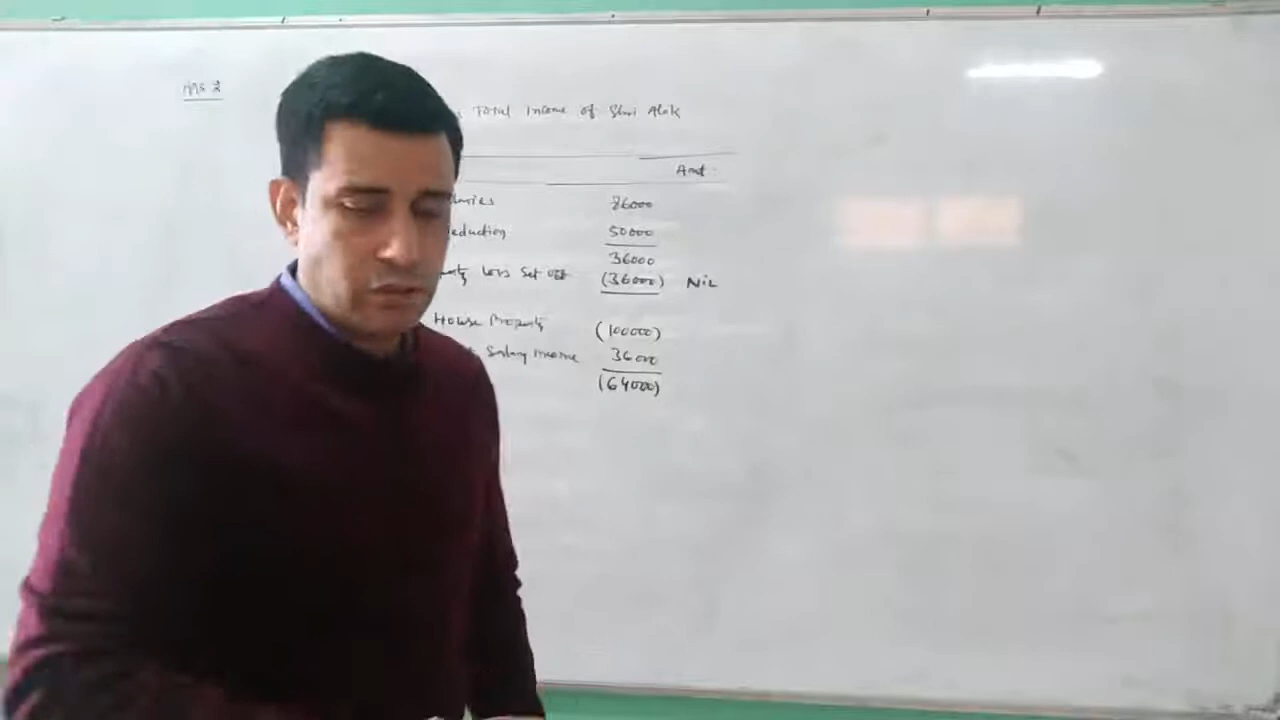 Ans 2
Total Income of Shri Alok
Amt.
laries 86000
eduction 50000
36000
Loss Set off (36000) Nil
House Property (100000)
Salary Income 36000
(64000)